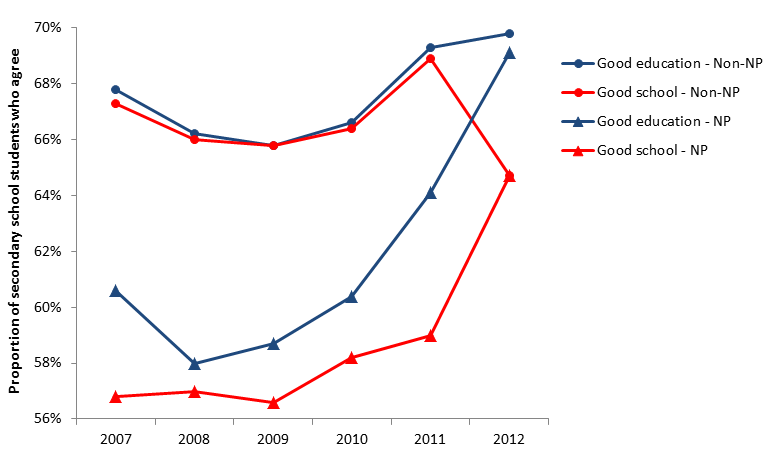 Proportion of secondary school students who agree
70%
68%
66%
64%
62%
60%
58%
56%
2007 2008 2009 2010 2011 2012
Good education - Non-NP
Good school - Non-NP
Good education - NP
Good school - NP